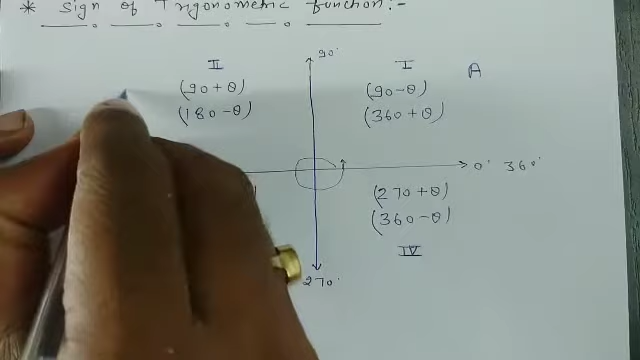 * Sign of Trigonometric function:-
90°
II
I
(90+θ)
(90-θ)
A
(180-θ)
(360+θ)
0° 360°
(270+θ)
(360-θ)
IV
270°